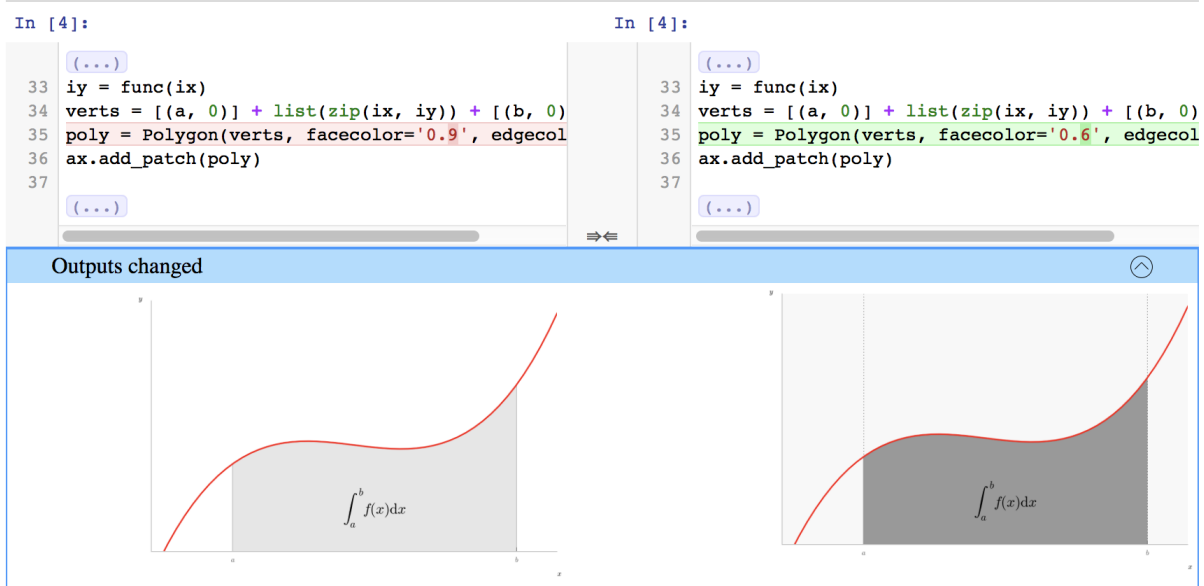 In [4]:
(...)
33 iy = func(ix)
34 verts = [(a, 0)] + list(zip(ix, iy)) + [(b, 0)
35 poly = Polygon(verts, facecolor='0.9', edgecol
36 ax.add_patch(poly)
37
(...)
In [4]:
(...)
33 iy = func(ix)
34 verts = [(a, 0)] + list(zip(ix, iy)) + [(b, 0)
35 poly = Polygon(verts, facecolor='0.6', edgecol
36 ax.add_patch(poly)
37
(...)
Outputs changed
y
∫_a^b f(x)dx
a b
x
y
∫_a^b f(x)dx
a b
x